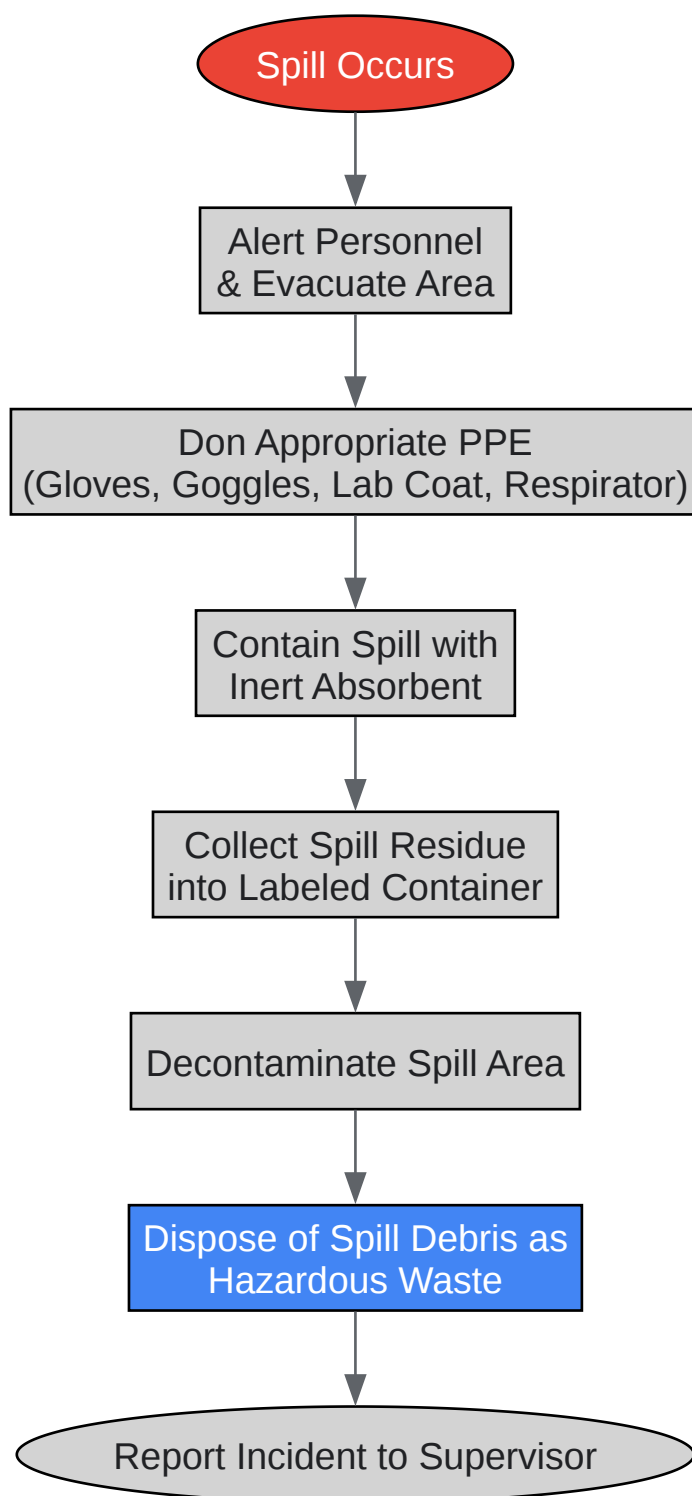 Spill Occurs
Alert Personnel
& Evacuate Area
Don Appropriate PPE
(Gloves, Goggles, Lab Coat, Respirator)
Contain Spill with
Inert Absorbent
Collect Spill Residue
into Labeled Container
Decontaminate Spill Area
Dispose of Spill Debris as
Hazardous Waste
Report Incident to Supervisor